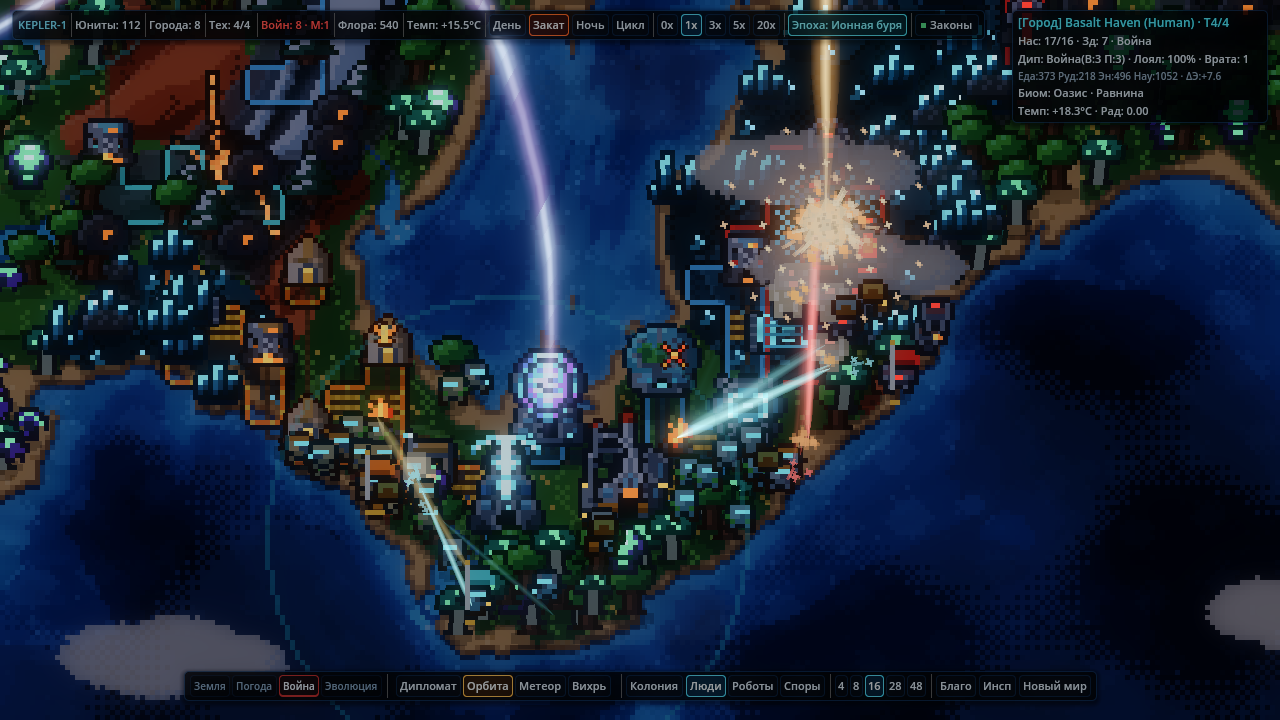 KEPLER-1 Юниты: 112 Города: 8 Тех: 4/4 Войн: 8 · М:1 Флора: 540 Темп: +15.5°C День Закат Ночь Цикл 0x 1x 3x 5x 20x Эпоха: Ионная буря Законы
[Город] Basalt Haven (Human) · T4/4
Нас: 17/16 · Зд: 7 · Война
Дип: Война(В:3 П:3) · Лоял: 100% · Врата: 1
Еда:373 Руд:218 Эн:496 Нау:1052 · ΔЭ:+7.6
Биом: Оазис · Равнина
Темп: +18.3°C · Рад: 0.00
Земля Погода Война Эволюция Дипломат Орбита Метеор Вихрь Колония Люди Роботы Споры 4 8 16 28 48 Благо Инсп Новый мир